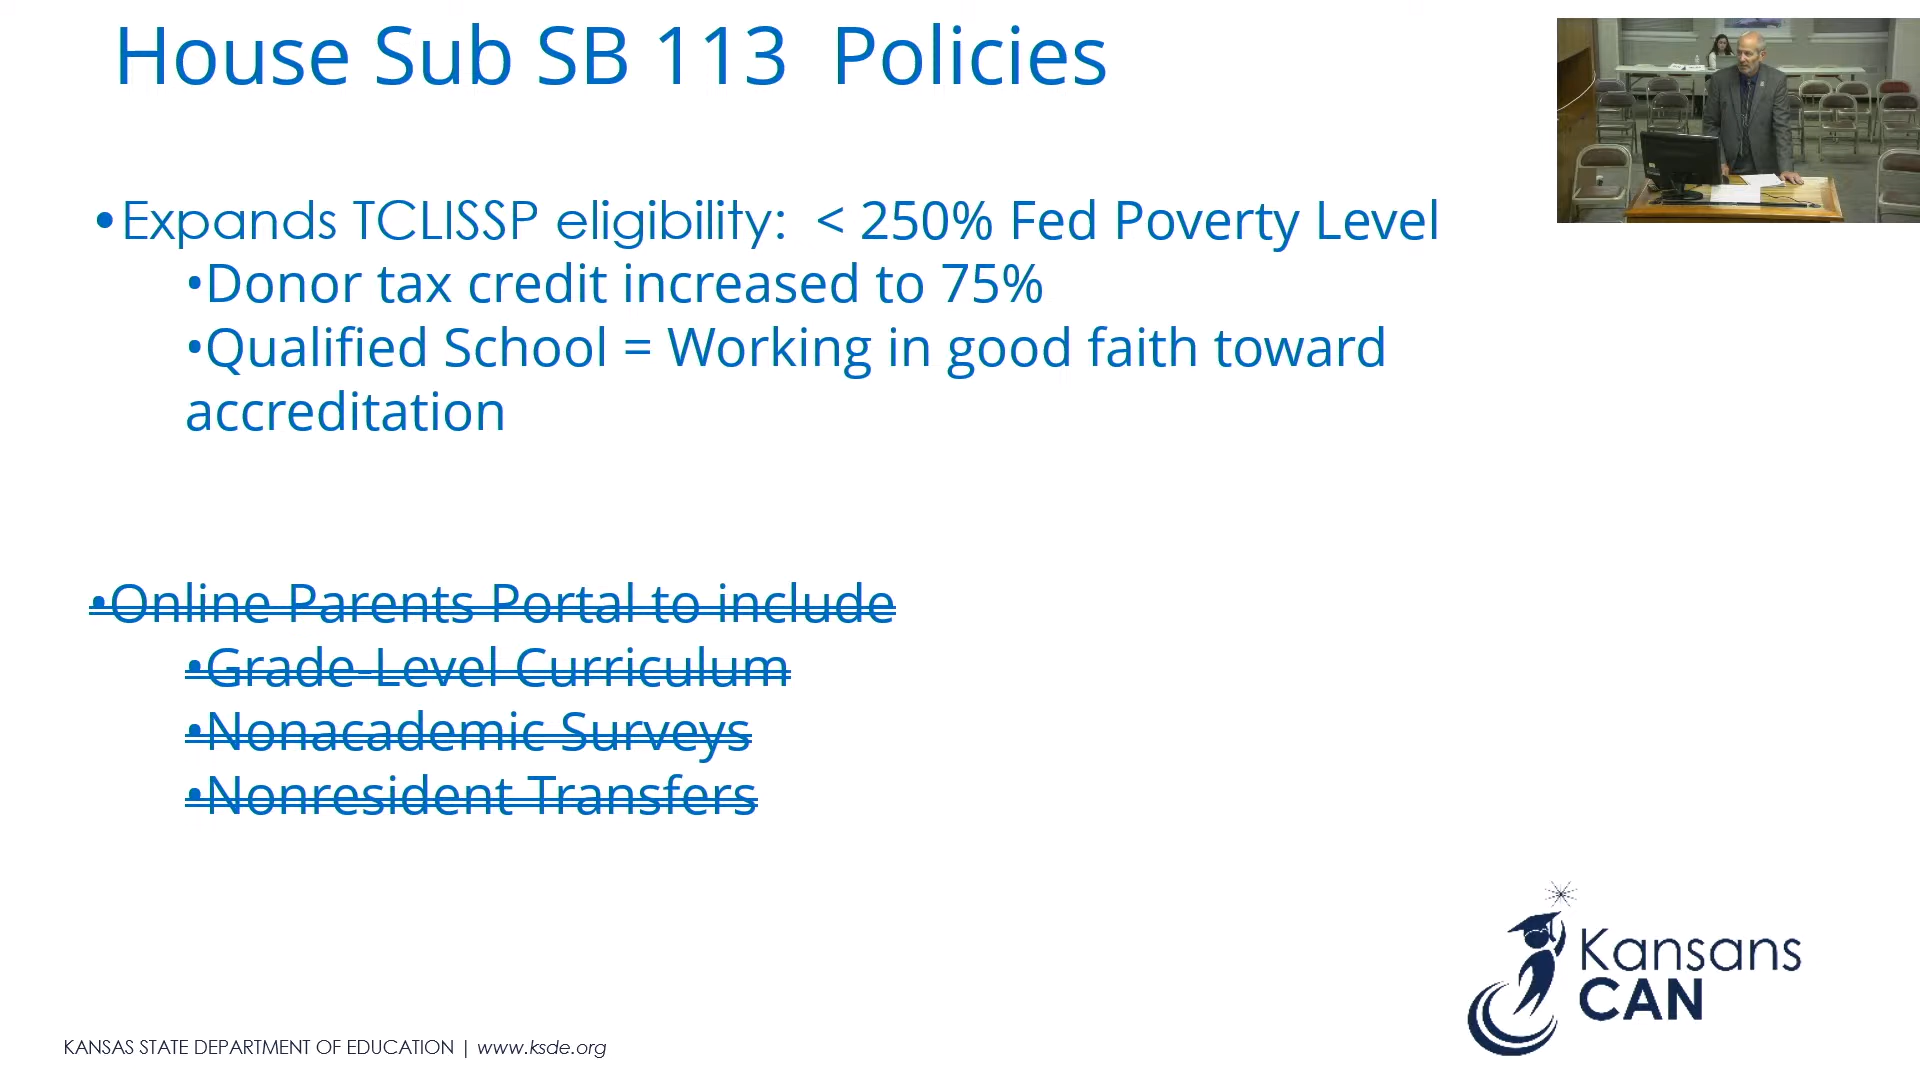 House Sub SB 113 Policies
•Expands TCLISSP eligibility: < 250% Fed Poverty Level
•Donor tax credit increased to 75%
•Qualified School = Working in good faith toward
accreditation
•Online Parents Portal to include
•Grade-Level Curriculum
•Nonacademic Surveys
•Nonresident Transfers
Kansans
CAN
KANSAS STATE DEPARTMENT OF EDUCATION | www.ksde.org